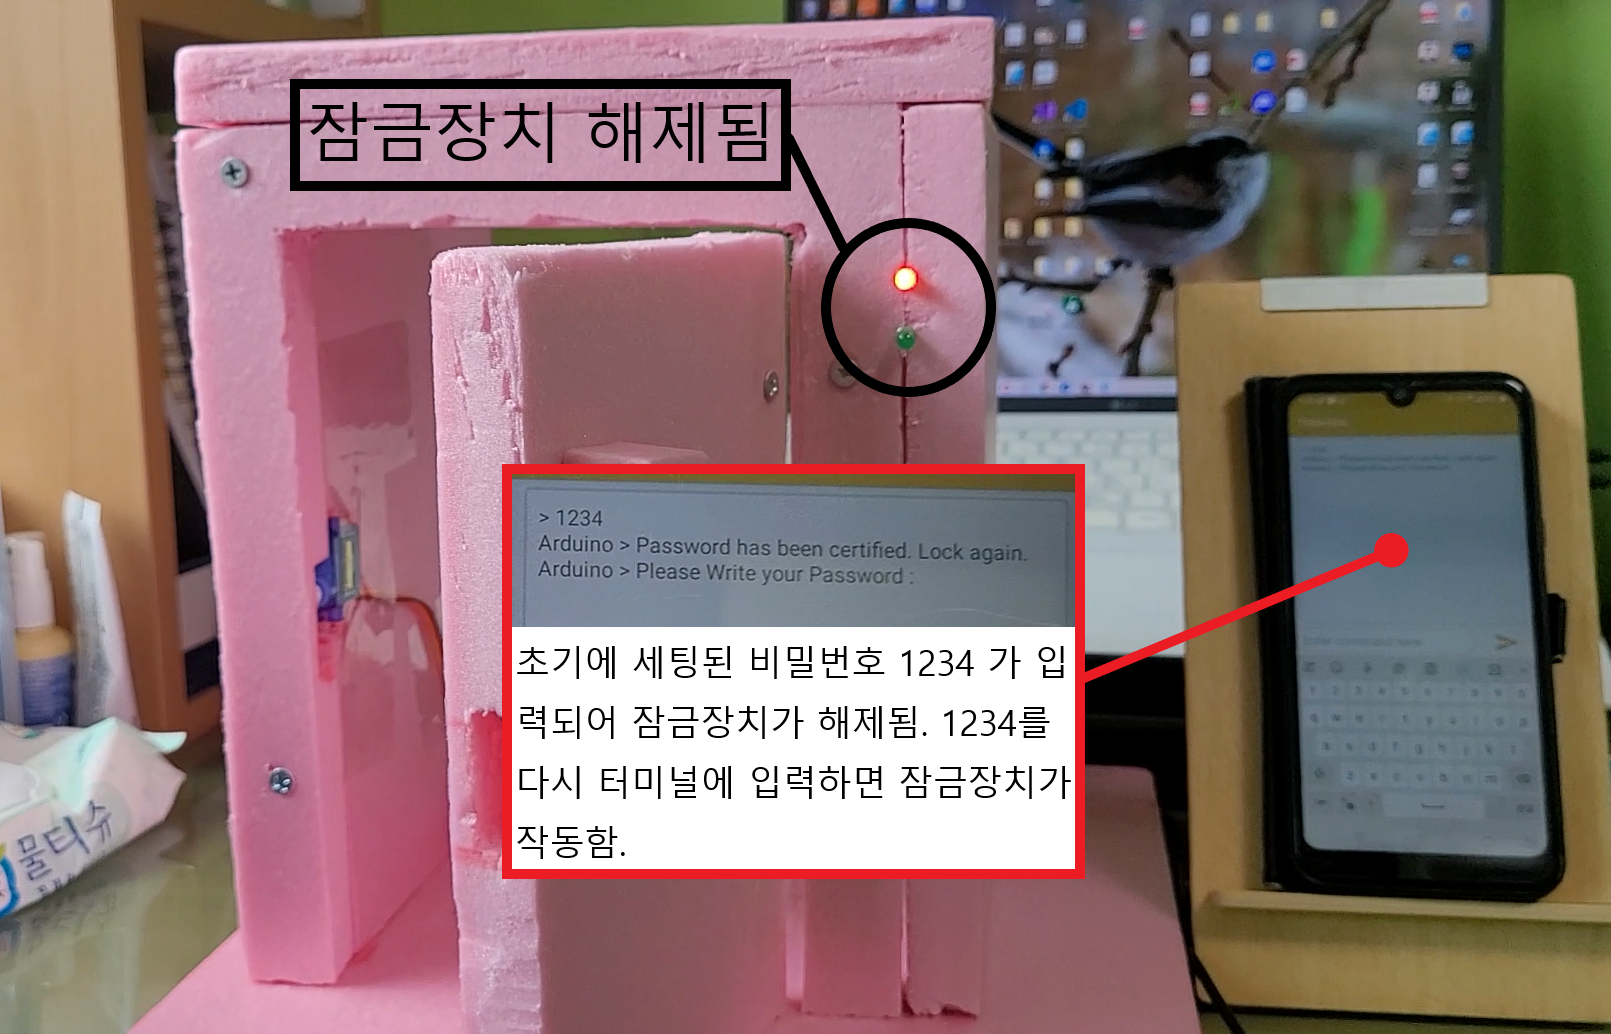 잠금장치 해제됨
> 1234
Arduino > Password has been certified. Lock again.
Arduino > Please Write your Password :
초기에 세팅된 비밀번호 1234 가 입
력되어 잠금장치가 해제됨. 1234를
다시 터미널에 입력하면 잠금장치가
작동함.
물티슈